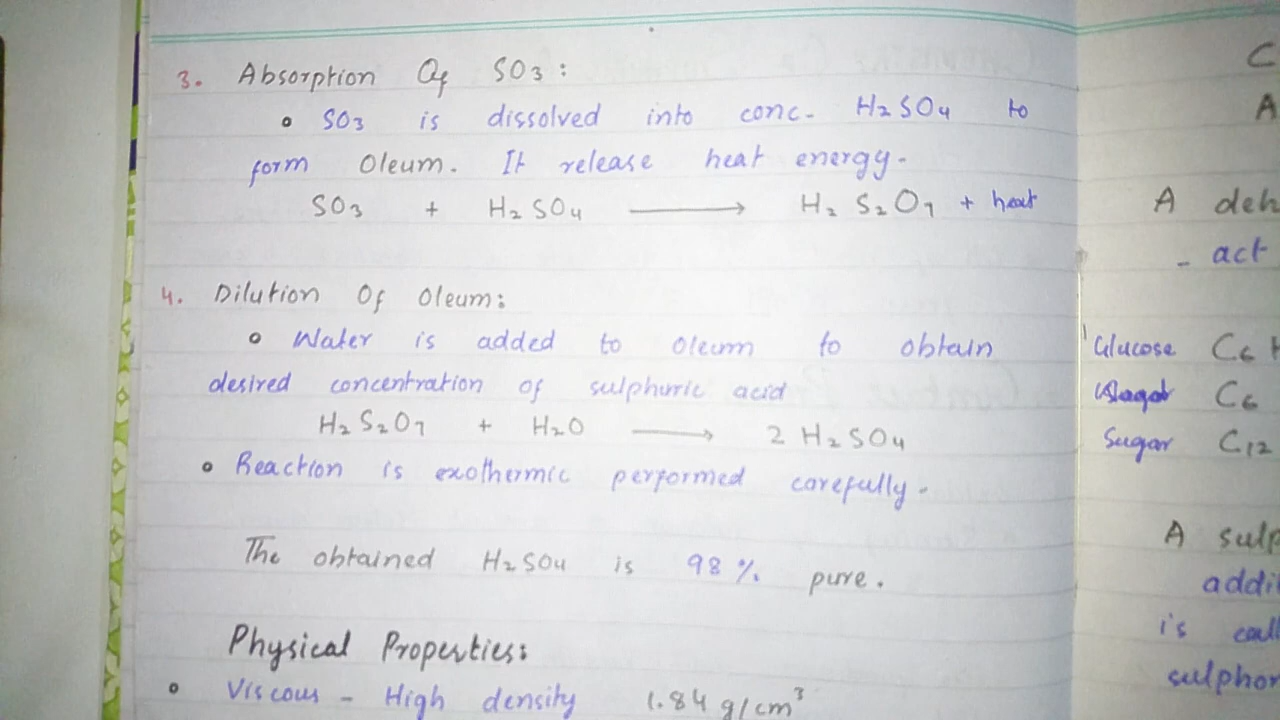 3. Absorption Of SO3:
• SO3 is dissolved into conc. H2SO4 to
form Oleum. It release heat energy.
SO3 + H2SO4 ⟶ H2S2O7 + heat
4. Dilution Of Oleum:
• Water is added to oleum to obtain
desired concentration of sulphuric acid
H2S2O7 + H2O ⟶ 2H2SO4
• Reaction is exothermic performed carefully.
The obtained H2SO4 is 98% pure.
Physical Properties:
• Viscous - High density 1.84 g/cm³
C
A
A deh
- act
Glucose C6 H
C6
Sugar C12
A sulp
addi
is call
sulphor